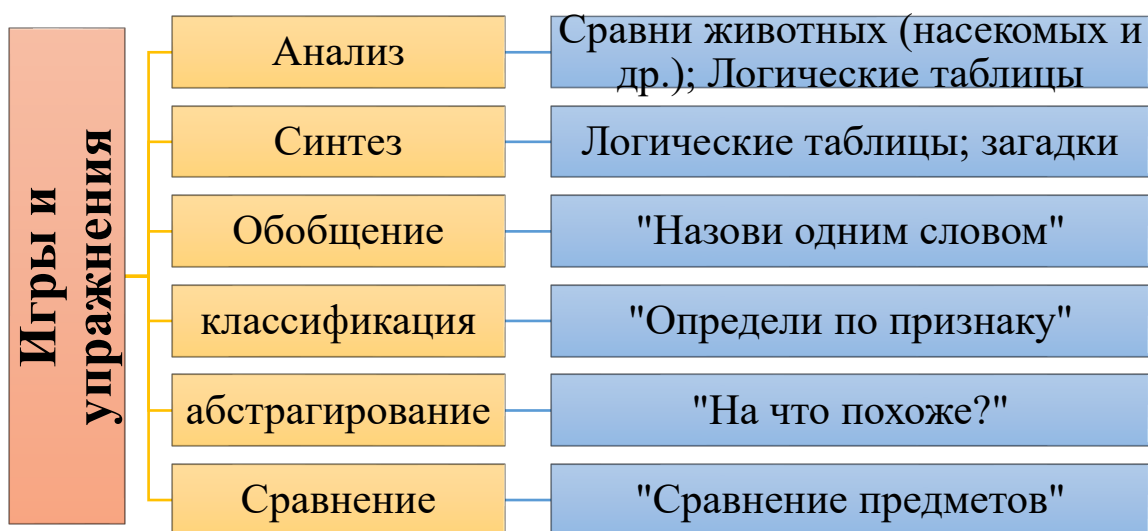 Игры и
упражнения
Анализ
Сравни животных (насекомых и
др.); Логические таблицы
Синтез
Логические таблицы; загадки
Обобщение
"Назови одним словом"
классификация
"Определи по признаку"
абстрагирование
"На что похоже?"
Сравнение
"Сравнение предметов"